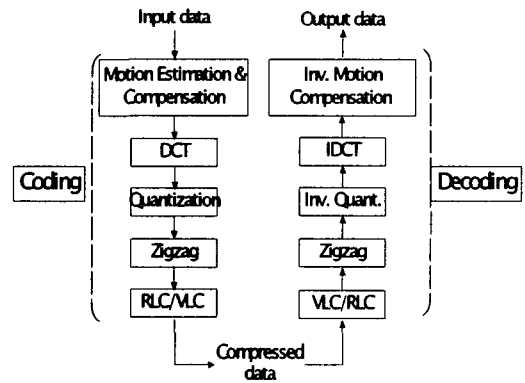 Input data
Output data
Motion Estimation &
Compensation
Inv. Motion
Compensation
DCT
IDCT
Coding
Decoding
Quantization
Inv. Quant.
Zigzag
Zigzag
RLC/VLC
VLC/RLC
Compressed
data